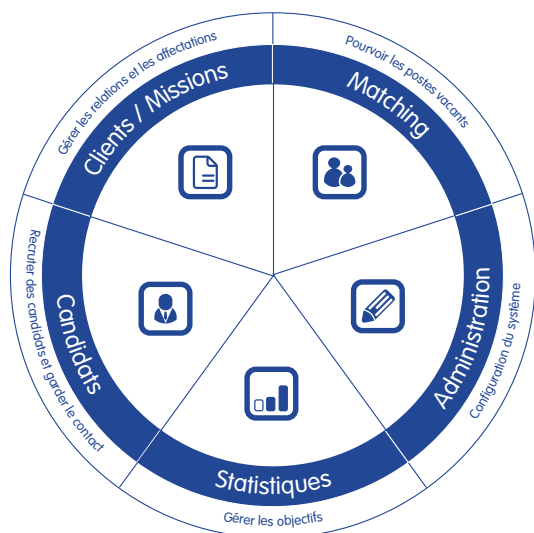 Gérer les relations et les affectations
Clients / Missions
Pourvoir les postes vacants
Matching
Configuration du système
Administration
Statistiques
Gérer les objectifs
Candidats
Recruter des candidats et garder le contact